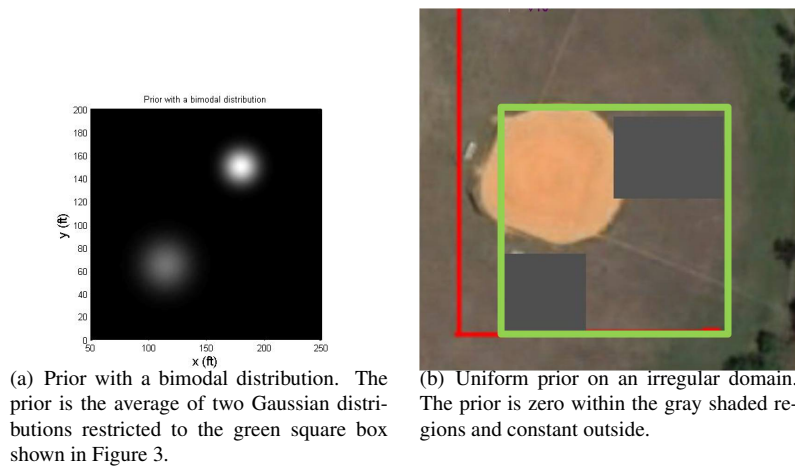 Prior with a bimodal distribution
200
180
160
140
120
100
80
60
40
20
0
y (ft)
50
100
150
200
250
x (ft)
(a) Prior with a bimodal distribution. The
prior is the average of two Gaussian distri-
butions restricted to the green square box
shown in Figure 3.
(b) Uniform prior on an irregular domain.
The prior is zero within the gray shaded re-
gions and constant outside.